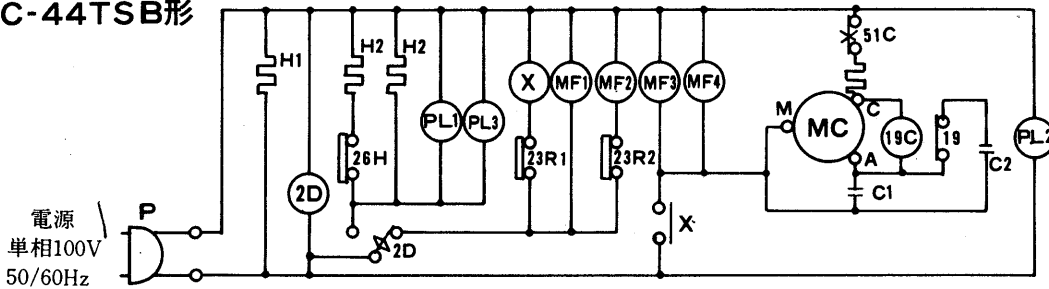 C-44TSB形
H1
H2
H2
51C
X
MF1
MF2
MF3
MF4
M
MC
C
19C
19
C2
PL1
PL3
PL2
26H
23R1
23R2
A
C1
2D
X
2D
P
電源
単相100V
50/60Hz